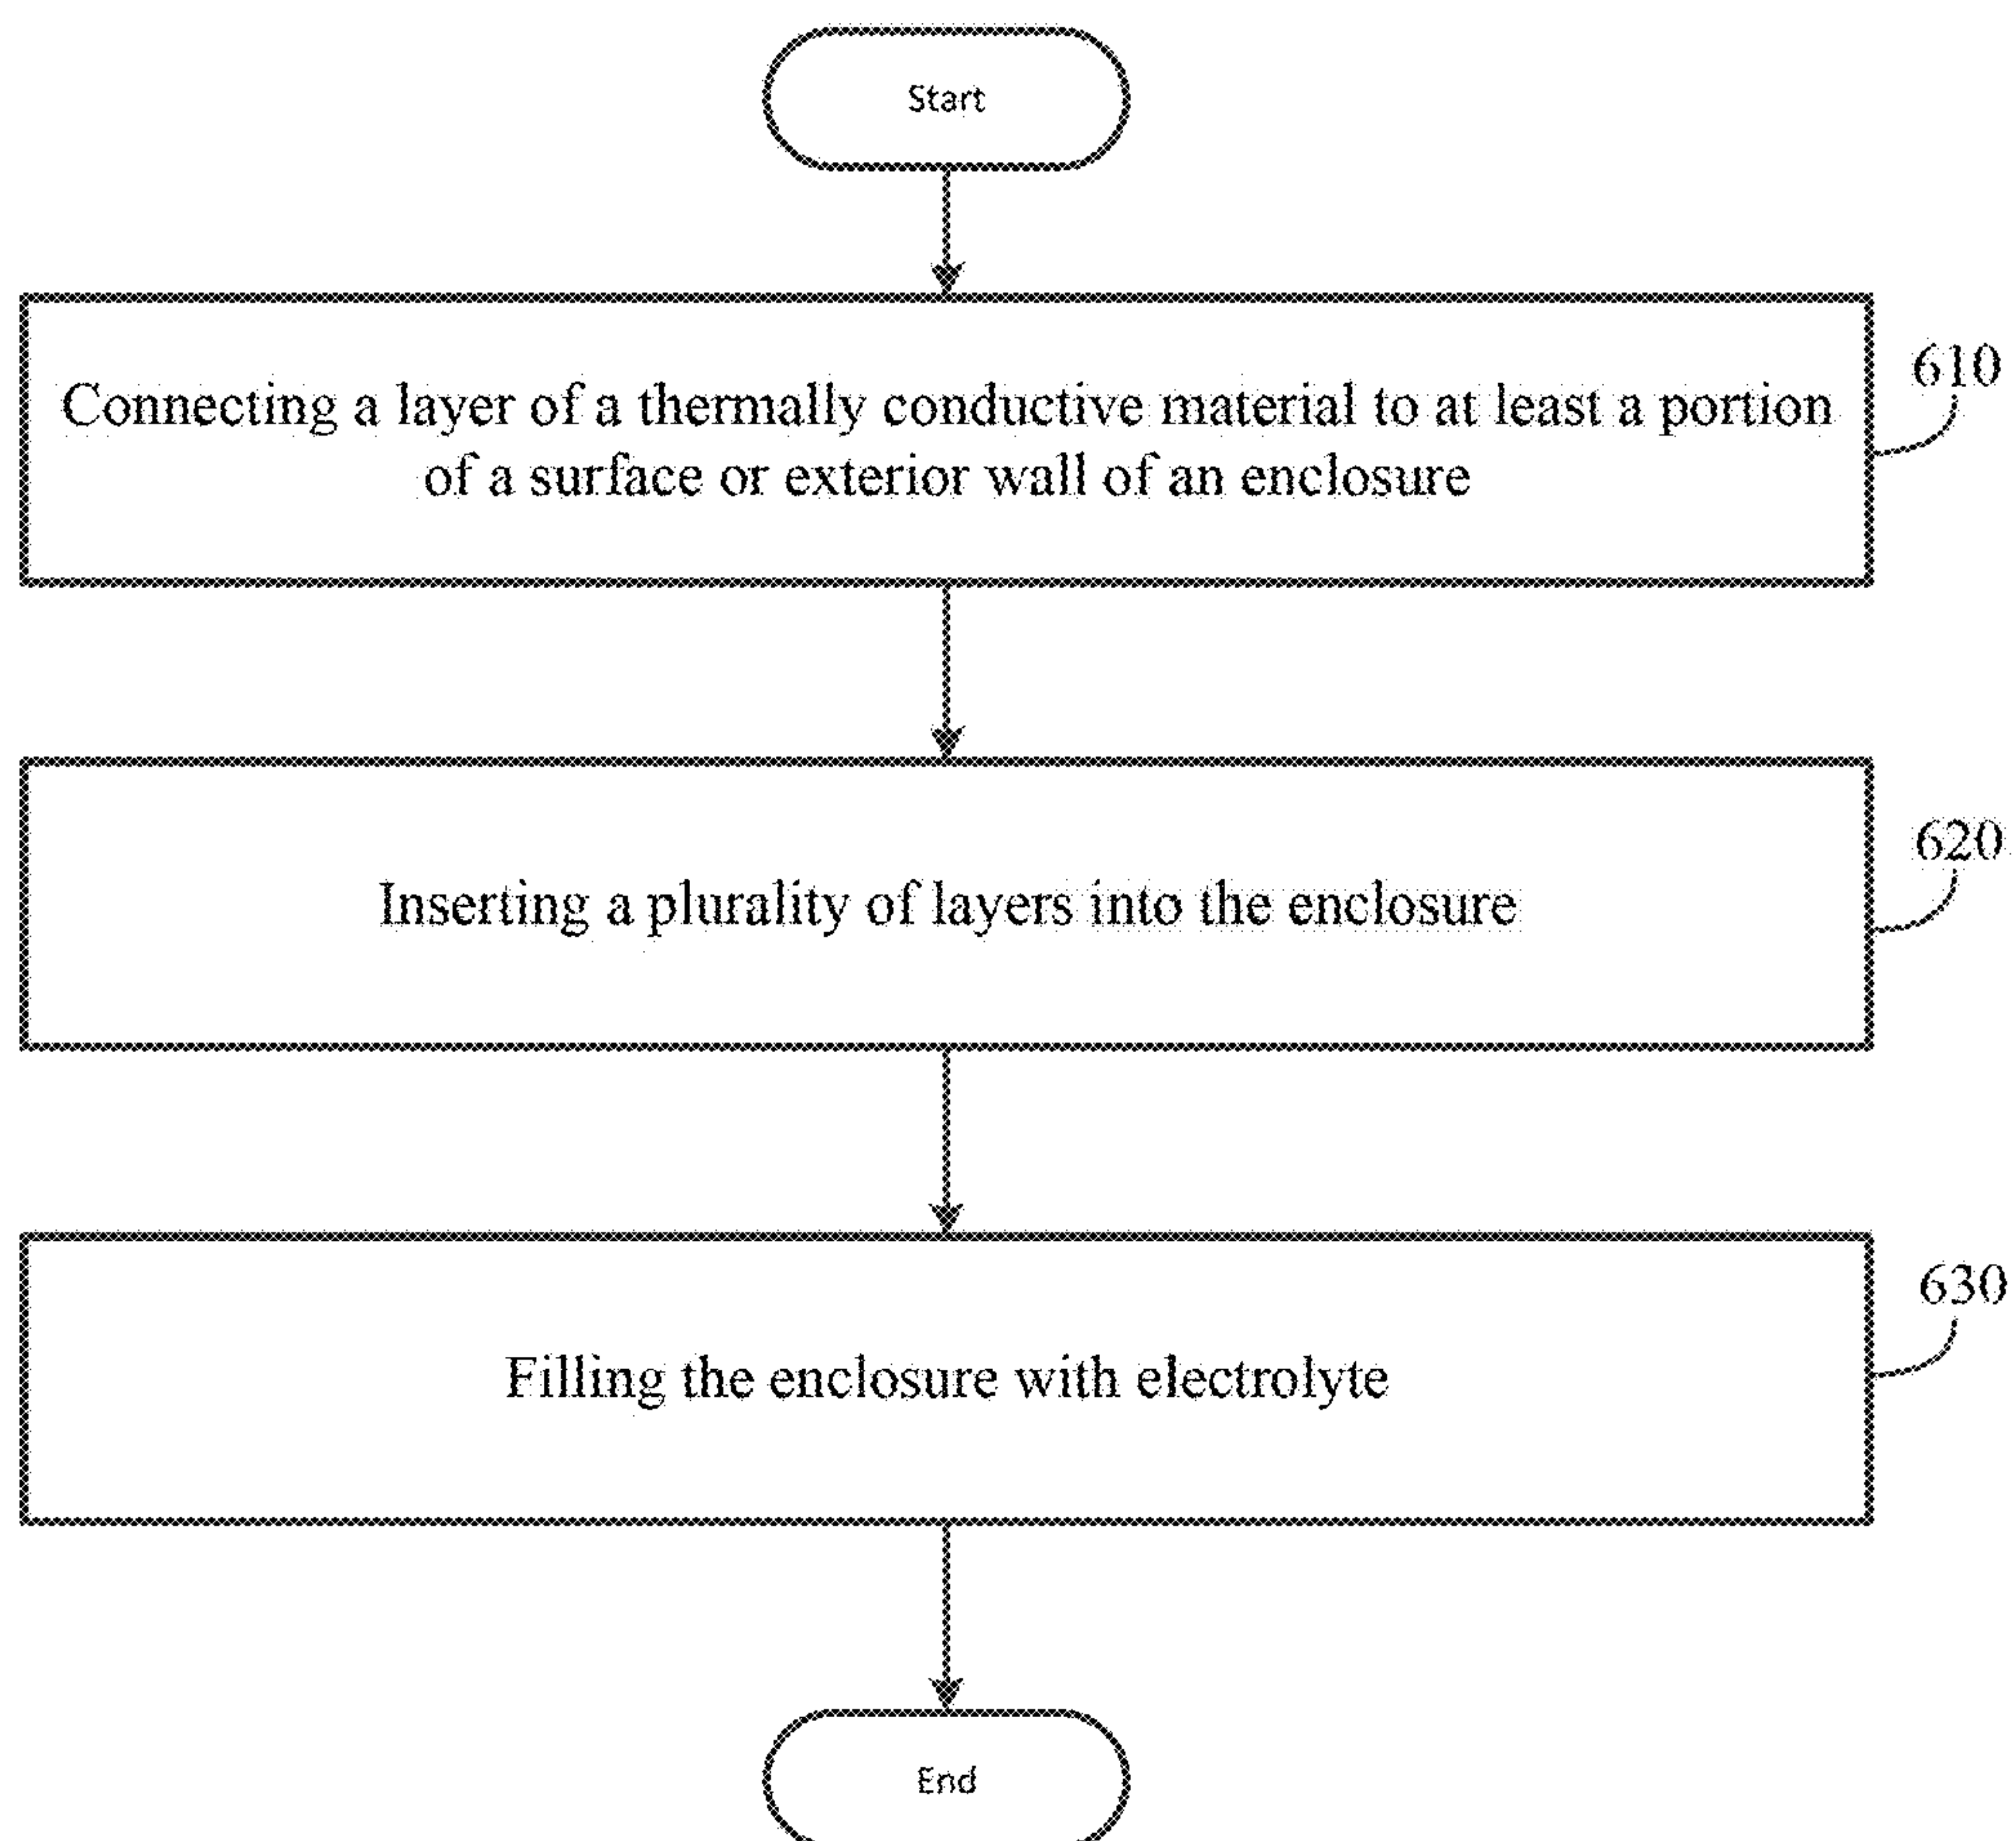 Start
Connecting a layer of a thermally conductive material to at least a portion
of a surface or exterior wall of an enclosure
610
Inserting a plurality of layers into the enclosure
620
Filling the enclosure with electrolyte
630
End